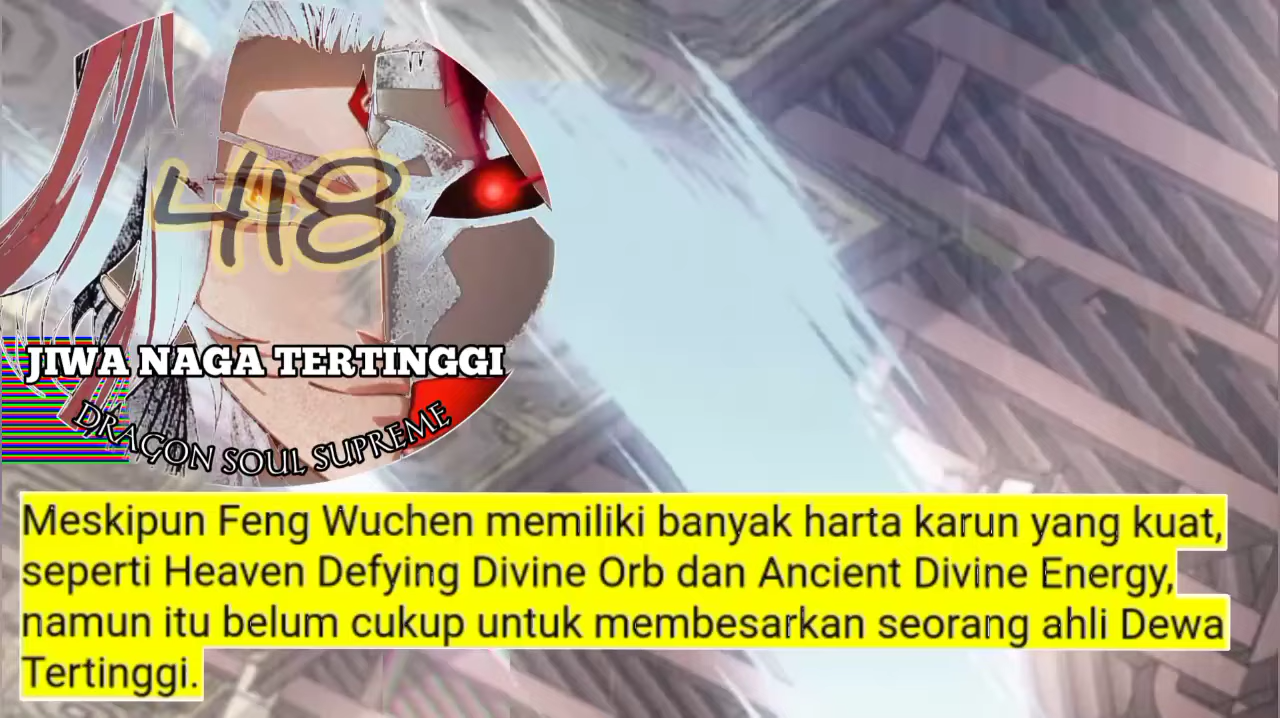 418
JIWA NAGA TERTINGGI
DRAGON SOUL SUPREME
Meskipun Feng Wuchen memiliki banyak harta karun yang kuat,
seperti Heaven Defying Divine Orb dan Ancient Divine Energy,
namun itu belum cukup untuk membesarkan seorang ahli Dewa
Tertinggi.